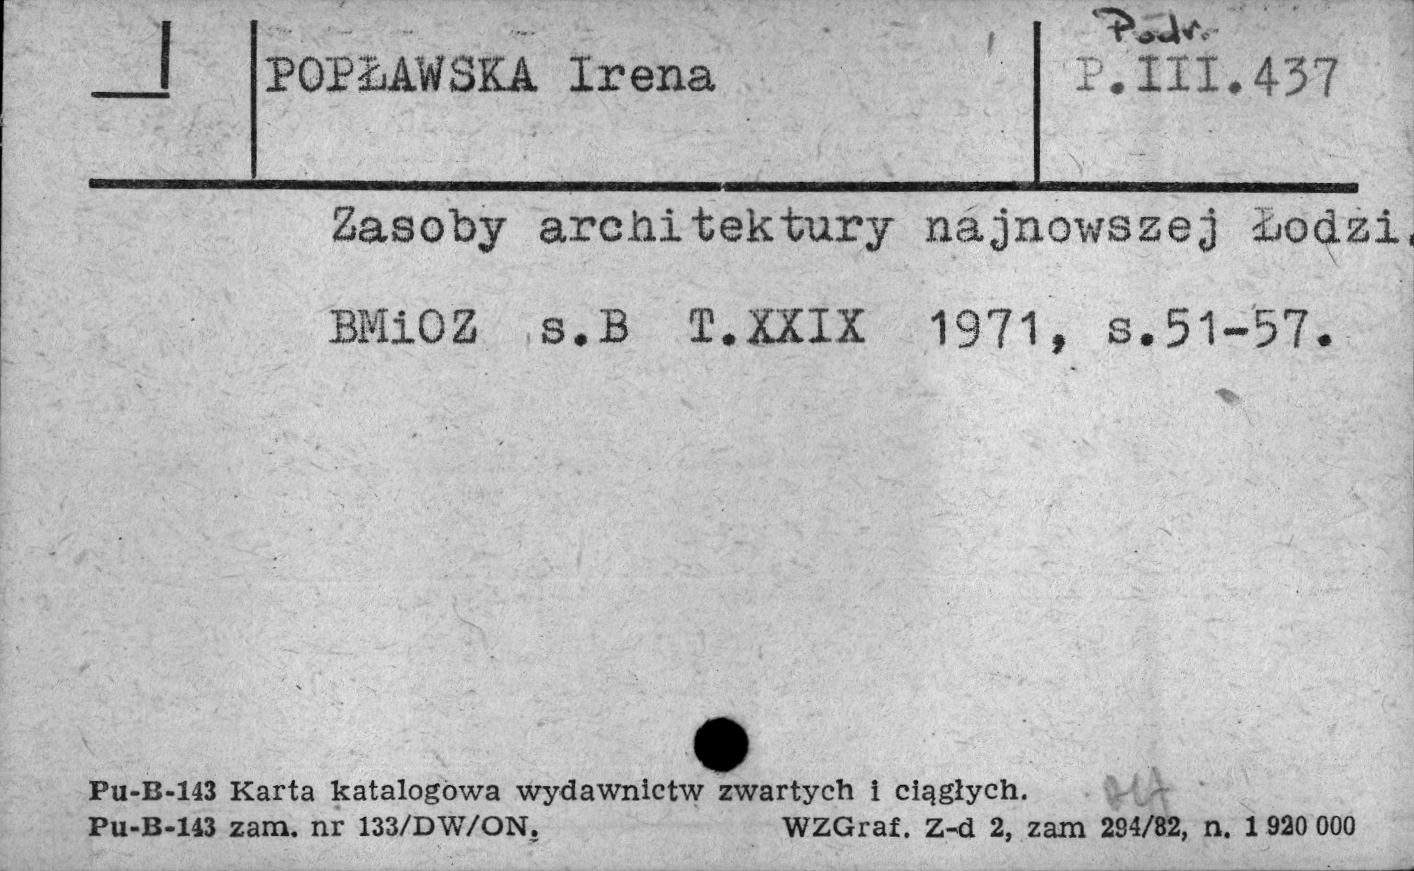 Podr.
POPŁAWSKA Irena
P.III.437
Zasoby architektury najnowszej Łodzi.
BMiOZ s.B T.XXIX 1971, s.51-57.
Pu-B-143 Karta katalogowa wydawnictw zwartych i ciągłych.
Pu-B-143 zam. nr 133/DW/ON. WZGraf. Z-d 2, zam 294/82, n. 1 920 000